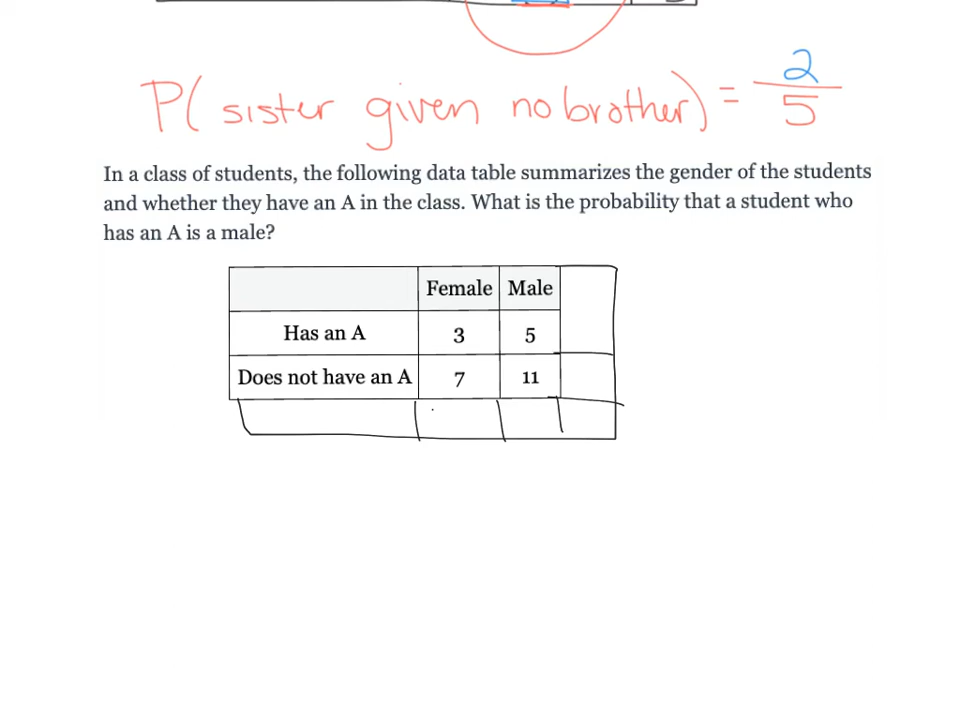 P(sister given no brother) = 2/5
In a class of students, the following data table summarizes the gender of the students
and whether they have an A in the class. What is the probability that a student who
has an A is a male?
Female Male
Has an A 3 5
Does not have an A 7 11